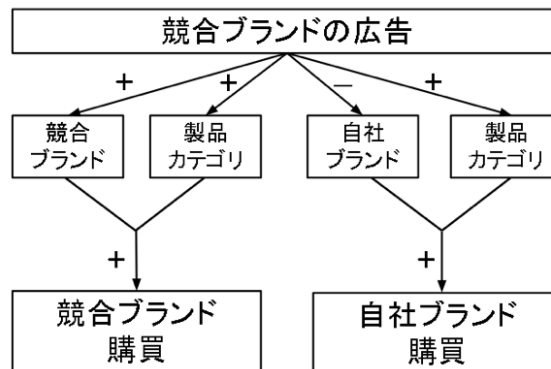 競合ブランドの広告
+ + − +
競合
ブランド
製品
カテゴリ
自社
ブランド
製品
カテゴリ
+ +
競合ブランド
購買
自社ブランド
購買